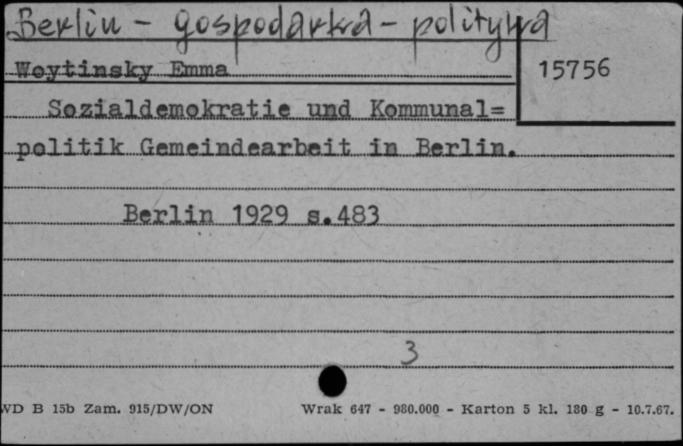 Berlin - gospodarka - polityka
Woytinsky Emma
15756
Sozialdemokratie und Kommunal=
politik Gemeindearbeit in Berlin.
Berlin 1929 s.483
3
WD B 15b Zam. 915/DW/ON Wrak 647 - 980.000 - Karton 5 kl. 180 g - 10.7.67.